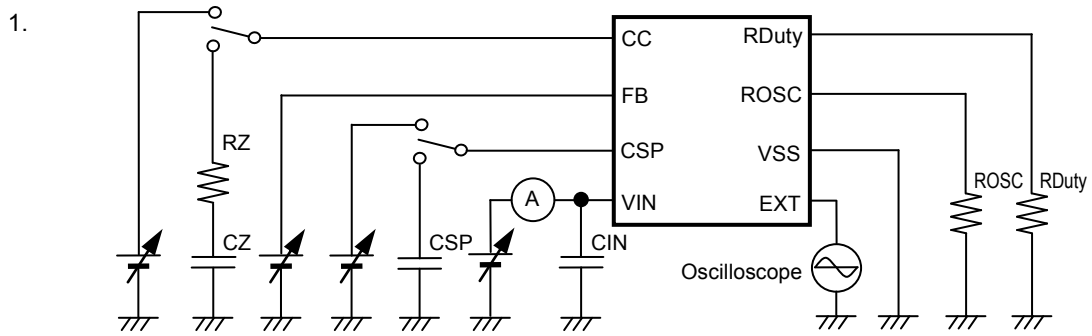 1.
CC RDuty
FB ROSC
RZ
CSP VSS
ROSC RDuty
A VIN EXT
CZ CSP CIN
Oscilloscope